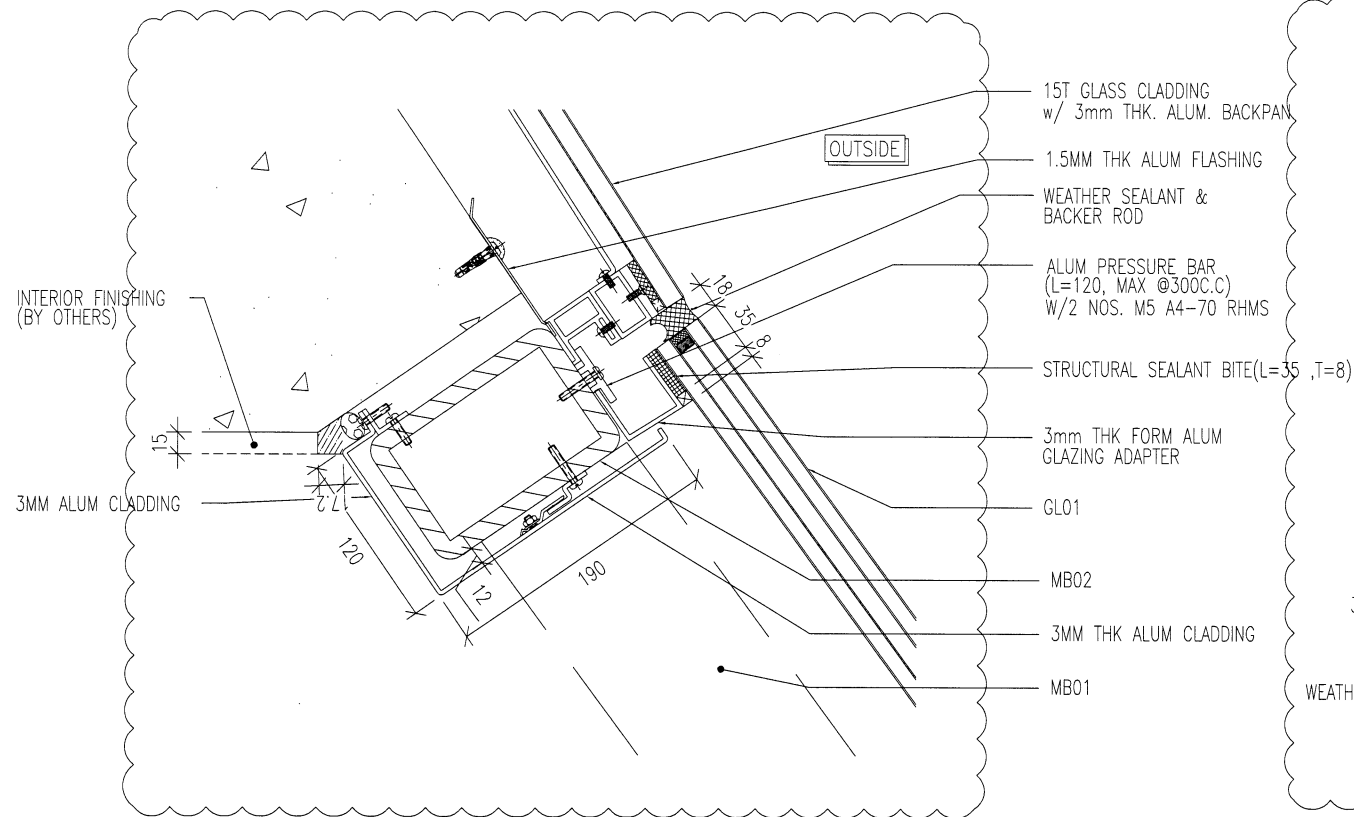 15T GLASS CLADDING
w/ 3mm THK. ALUM. BACKPAN
OUTSIDE
1.5MM THK ALUM FLASHING
WEATHER SEALANT &
BACKER ROD
ALUM PRESSURE BAR
(L=120, MAX @300C.C)
W/2 NOS. M5 A4-70 RHMS
18
35
8
INTERIOR FINISHING
(BY OTHERS)
STRUCTURAL SEALANT BITE(L=35 ,T=8)
15
3mm THK FORM ALUM
GLAZING ADAPTER
3MM ALUM CLADDING
17.2
GL01
120
12
190
MB02
3MM THK ALUM CLADDING
MB01
WEATH